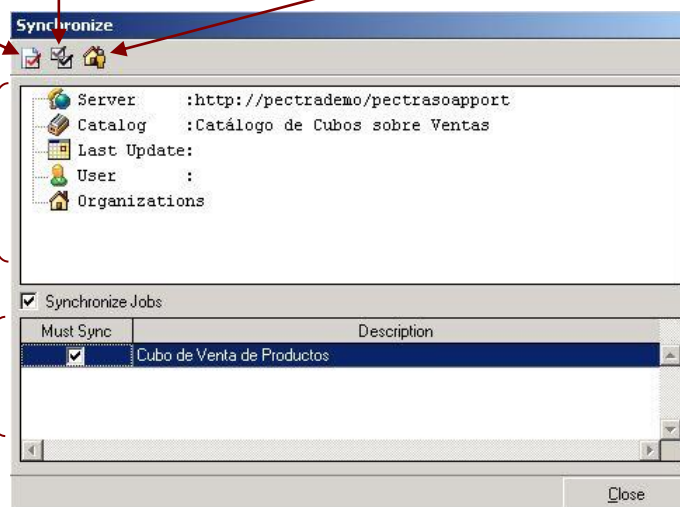 Synchronize
Server :http://pectrademo/pectrasoapport
Catalog :Catálogo de Cubos sobre Ventas
Last Update:
User :
Organizations
Synchronize Jobs
Must Sync Description
Cubo de Venta de Productos
Close